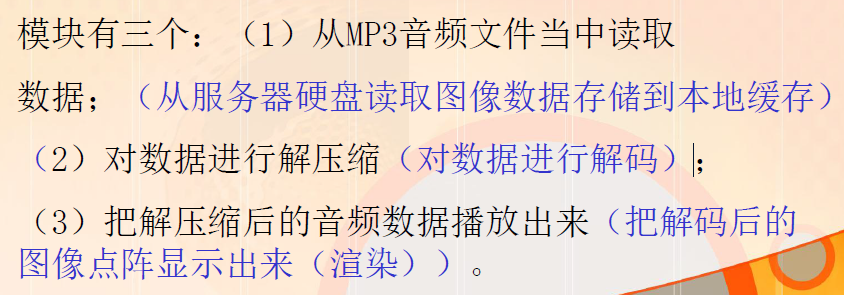 模块有三个：（1）从MP3音频文件当中读取
数据；（从服务器硬盘读取图像数据存储到本地缓存）
（2）对数据进行解压缩（对数据进行解码）；
（3）把解压缩后的音频数据播放出来（把解码后的
图像点阵显示出来（渲染））。